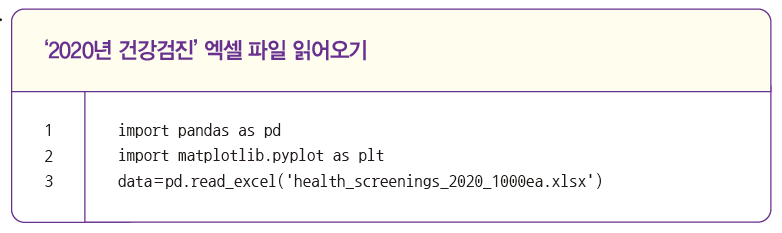 ‘2020년 건강검진’ 엑셀 파일 읽어오기
1 import pandas as pd
2 import matplotlib.pyplot as plt
3 data=pd.read_excel('health_screenings_2020_1000ea.xlsx')